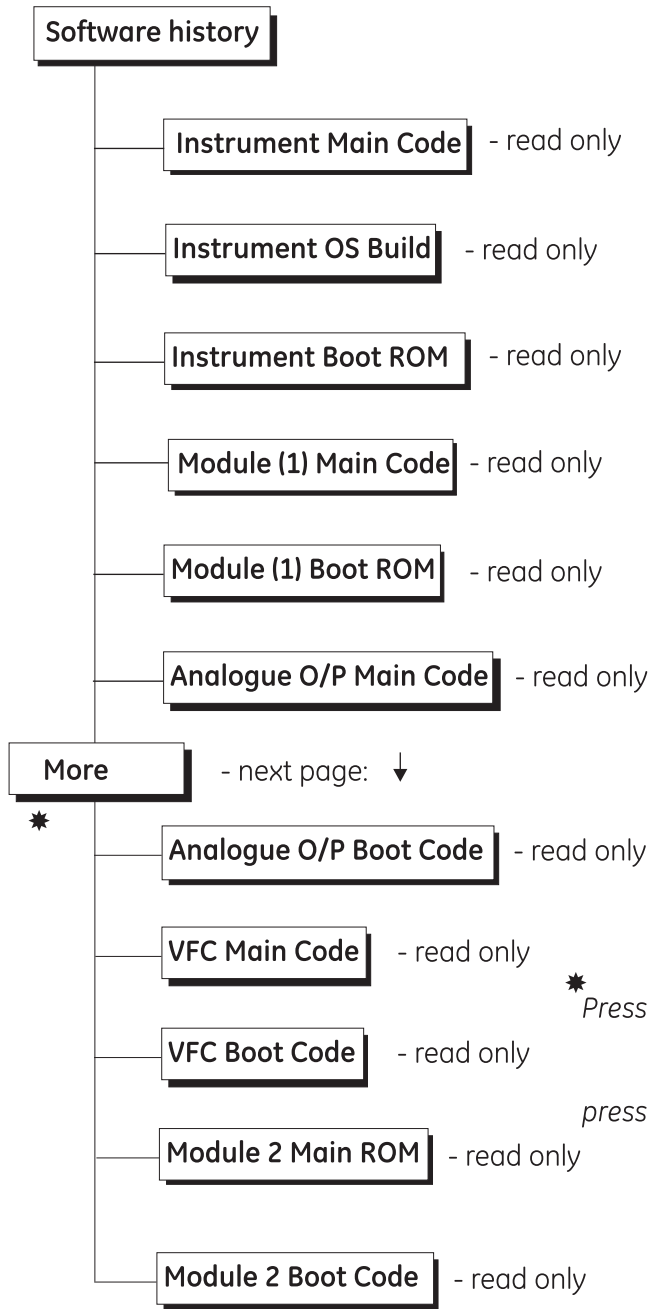 Software history
Instrument Main Code - read only
Instrument OS Build - read only
Instrument Boot ROM - read only
Module (1) Main Code - read only
Module (1) Boot ROM - read only
Analogue O/P Main Code - read only
More - next page:
Analogue O/P Boot Code - read only
VFC Main Code - read only
Press
VFC Boot Code - read only
press
Module 2 Main ROM - read only
Module 2 Boot Code - read only